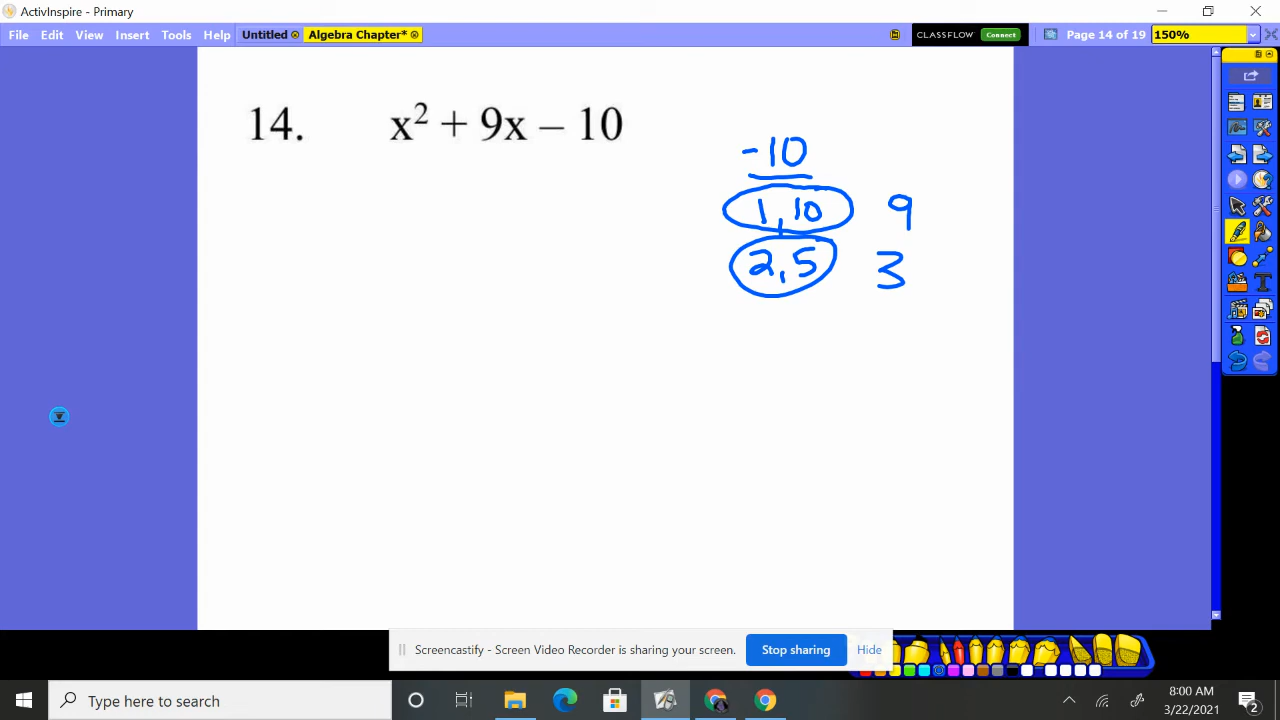 ActivInspire - Primary
File Edit View Insert Tools Help Untitled Algebra Chapter* CLASSFLOW Connect Page 14 of 19 150%
14. x² + 9x – 10
-10
1,10 9
2,5 3
Screencastify - Screen Video Recorder is sharing your screen. Stop sharing Hide
Type here to search
8:00 AM
3/22/2021
2